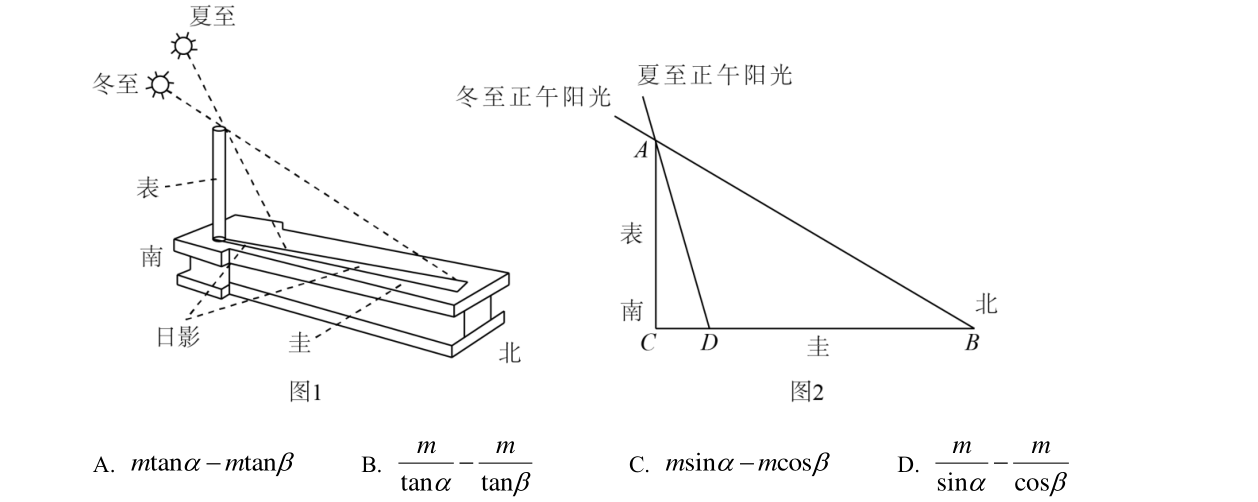 夏至
冬至
表
南
日影
圭
北
图1
夏至正午阳光
冬至正午阳光
A
表
南
北
C D 圭 B
图2
A. mtanα－mtanβ B. m/tanα － m/tanβ C. msinα－mcosβ D. m/sinα － m/cosβ